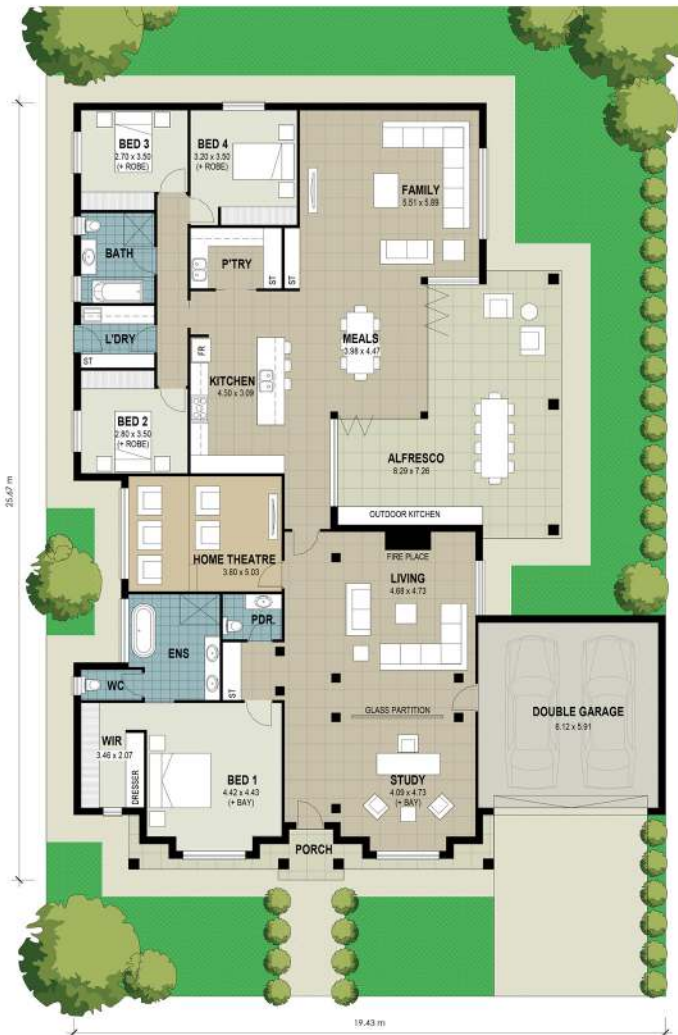 BED 3
2.70 x 3.50
(+ ROBE)
BED 4
3.20 x 3.50
(+ ROBE)
FAMILY
5.51 x 5.89
BATH
P'TRY
ST
ST
L'DRY
ST
FR
MEALS
3.98 x 4.47
KITCHEN
4.50 x 3.09
BED 2
2.80 x 3.50
(+ ROBE)
ALFRESCO
8.29 x 7.26
OUTDOOR KITCHEN
25.67 m
HOME THEATRE
3.80 x 5.03
FIRE PLACE
LIVING
4.68 x 4.73
PDR.
ENS
WC
ST
GLASS PARTITION
DOUBLE GARAGE
6.12 x 5.91
WIR
3.46 x 2.07
DRESSER
BED 1
4.42 x 4.43
(+ BAY)
STUDY
4.09 x 4.73
(+ BAY)
PORCH
19.43 m